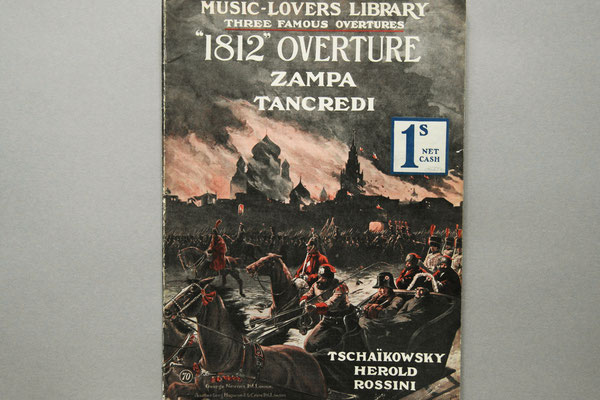 MUSIC-LOVERS LIBRARY
THREE FAMOUS OVERTURES
"1812" OVERTURE
ZAMPA
TANCREDI
1s
NET
CASH
TSCHAÏKOWSKY
HEROLD
ROSSINI
70